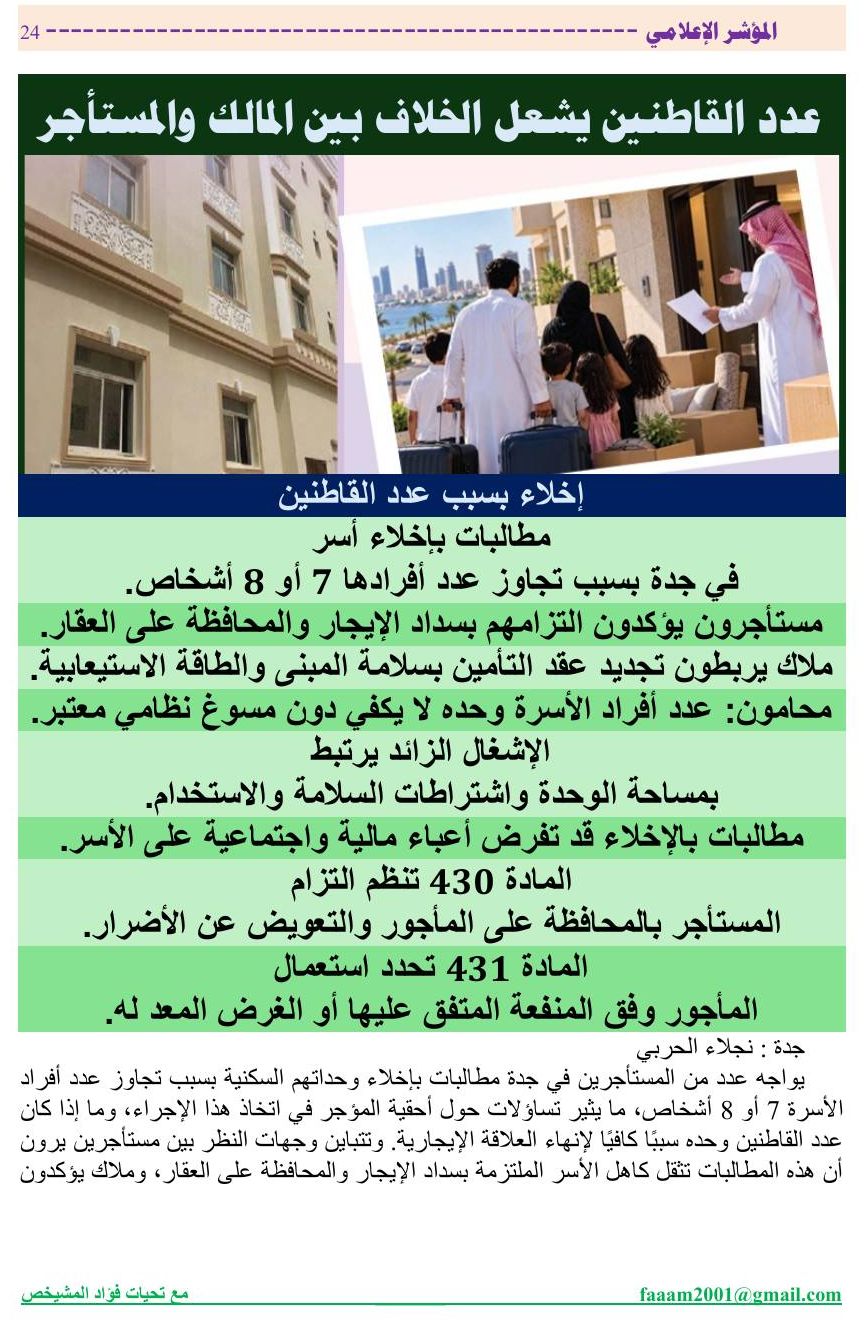 المؤشر الإعلامي ------------------------------------------------ 24
عدد القاطنين يشعل الخلاف بين المالك والمستأجر
إخلاء بسبب عدد القاطنين
مطالبات بإخلاء أسر
في جدة بسبب تجاوز عدد أفرادها 7 أو 8 أشخاص.
مستأجرون يؤكدون التزامهم بسداد الإيجار والمحافظة على العقار.
ملاك يربطون تجديد عقد التأمين بسلامة المبنى والطاقة الاستيعابية.
محامون: عدد أفراد الأسرة وحده لا يكفي دون مسوغ نظامي معتبر.
الإشغال الزائد يرتبط
بمساحة الوحدة واشتراطات السلامة والاستخدام.
مطالبات بالإخلاء قد تفرض أعباء مالية واجتماعية على الأسر.
المادة 430 تنظم التزام
المستأجر بالمحافظة على المأجور والتعويض عن الأضرار.
المادة 431 تحدد استعمال
المأجور وفق المنفعة المتفق عليها أو الغرض المعد له.
جدة : نجلاء الحربي
يواجه عدد من المستأجرين في جدة مطالبات بإخلاء وحداتهم السكنية بسبب تجاوز عدد أفراد
الأسرة 7 أو 8 أشخاص، ما يثير تساؤلات حول أحقية المؤجر في اتخاذ هذا الإجراء، وما إذا كان
عدد القاطنين وحده سببًا كافيًا لإنهاء العلاقة الإيجارية. وتتباين وجهات النظر بين مستأجرين يرون
أن هذه المطالبات تثقل كاهل الأسر الملتزمة بسداد الإيجار والمحافظة على العقار، وملاك يؤكدون
faaam2001@gmail.com مع تحيات فؤاد المشيخص